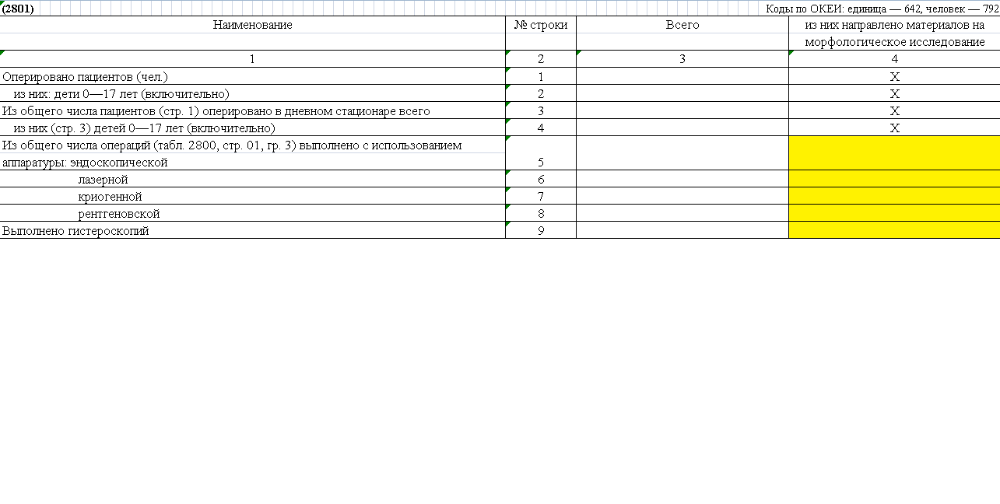 (2801) Коды по ОКЕИ: единица — 642, человек — 792
Наименование № строки Всего из них направлено материалов на
морфологическое исследование
1 2 3 4
Оперировано пациентов (чел.) 1 X
из них: дети 0—17 лет (включительно) 2 X
Из общего числа пациентов (стр. 1) оперировано в дневном стационаре всего 3 X
из них (стр. 3) детей 0—17 лет (включительно) 4 X
Из общего числа операций (табл. 2800, стр. 01, гр. 3) выполнено с использованием
аппаратуры: эндоскопической 5
лазерной 6
криогенной 7
рентгеновской 8
Выполнено гистероскопий 9